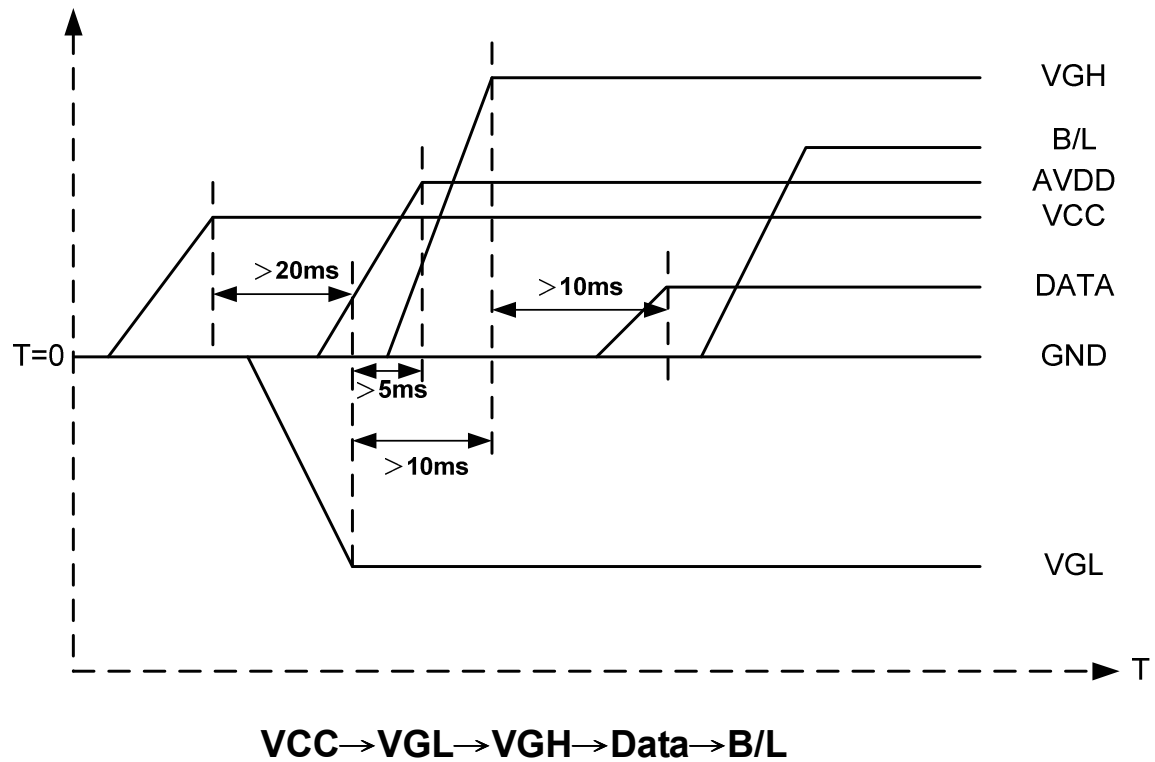 VGH
B/L
AVDD
VCC
>20ms
>10ms
DATA
T=0
GND
>5ms
>10ms
VGL
T
VCC→VGL→VGH→Data→B/L